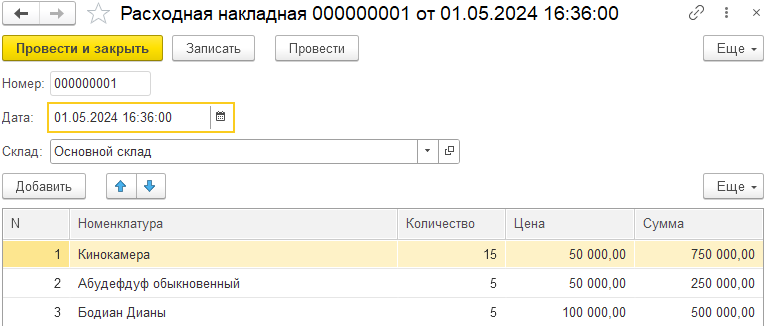 Расходная накладная 000000001 от 01.05.2024 16:36:00
Провести и закрыть Записать Провести Еще
Номер: 000000001
Дата: 01.05.2024 16:36:00
Склад: Основной склад
Добавить Еще
N Номенклатура Количество Цена Сумма
1 Кинокамера 15 50 000,00 750 000,00
2 Абудефдуф обыкновенный 5 50 000,00 250 000,00
3 Бодиан Дианы 5 100 000,00 500 000,00